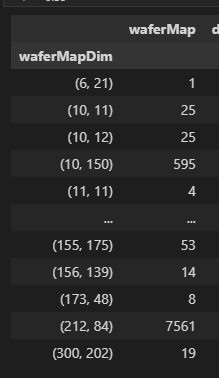 waferMap d
waferMapDim
(6, 21) 1
(10, 11) 25
(10, 12) 25
(10, 150) 595
(11, 11) 4
... ...
(155, 175) 53
(156, 139) 14
(173, 48) 8
(212, 84) 7561
(300, 202) 19